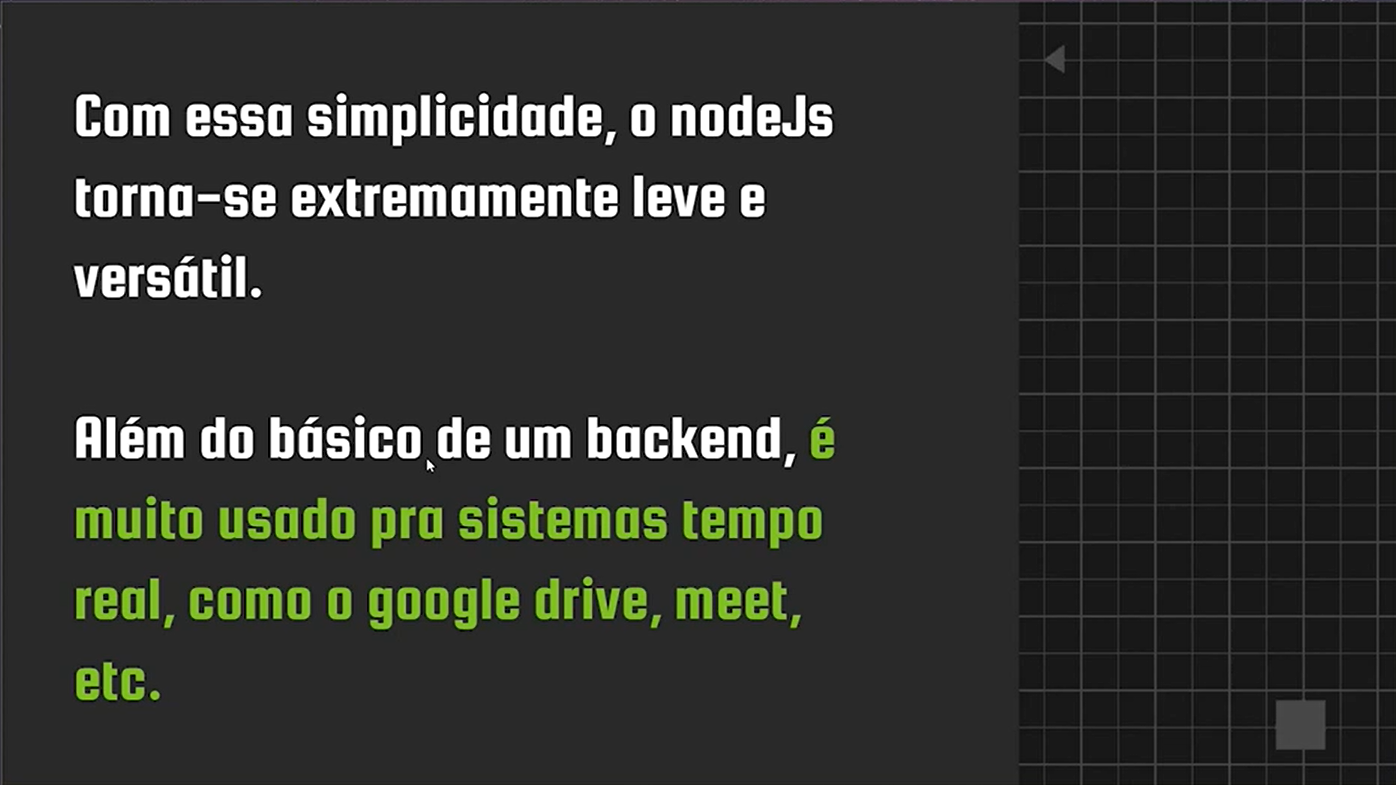 Com essa simplicidade, o nodeJs
torna-se extremamente leve e
versátil.
Além do básico de um backend, é
muito usado pra sistemas tempo
real, como o google drive, meet,
etc.